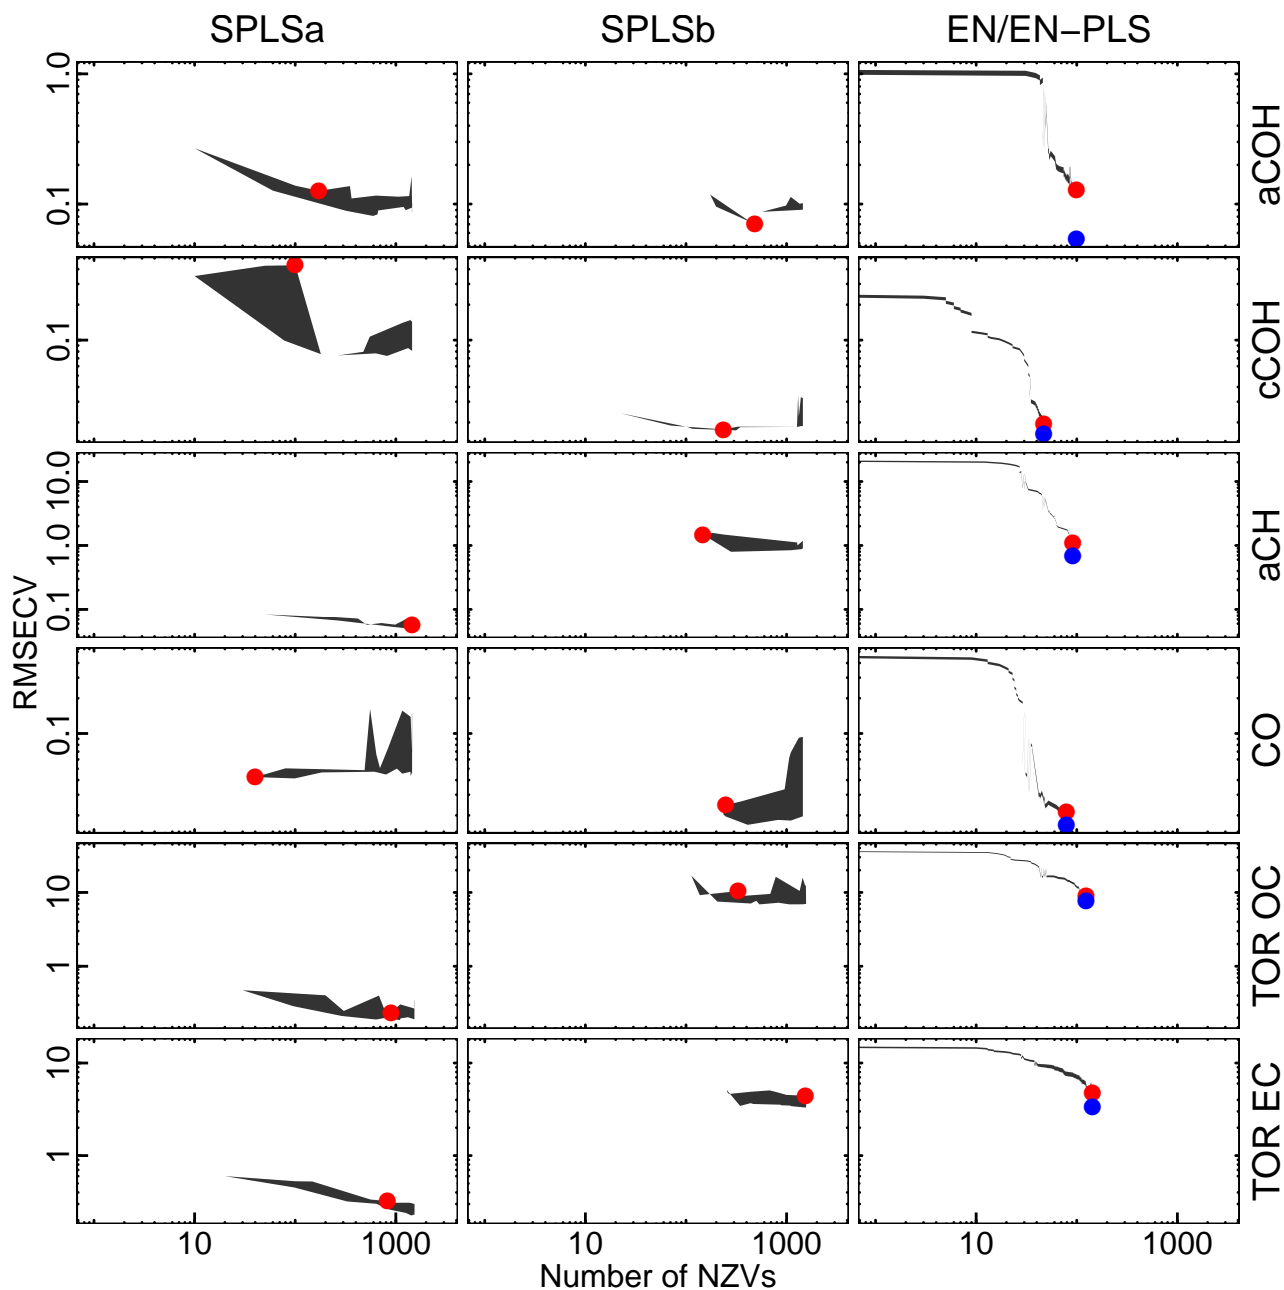 SPLSa SPLSb EN/EN−PLS
1.0
0.1
aCOH
0.1
cCOH
10.0
1.0
0.1
aCH
0.1
CO
10
1
TOR OC
10
1
TOR EC
RMSECV
10 1000 10 1000 10 1000
Number of NZVs